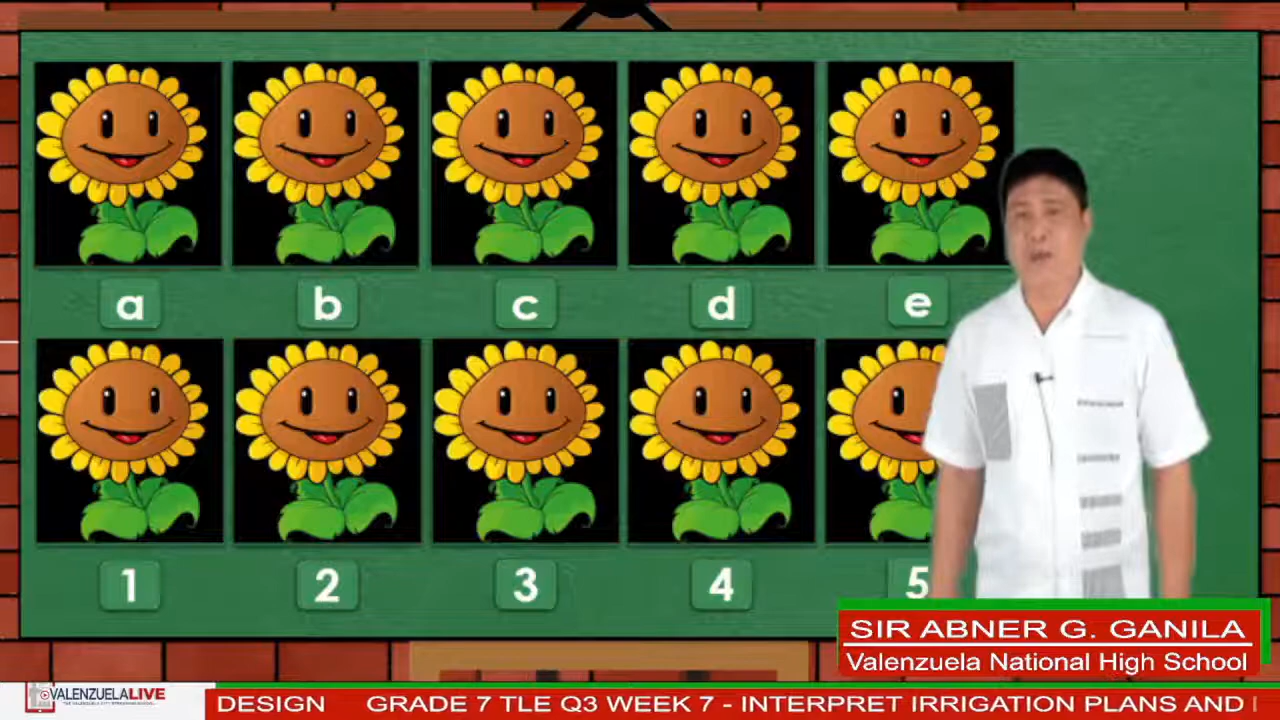 a b c d e
1 2 3 4 5
SIR ABNER G. GANILA
Valenzuela National High School
VALENZUELALIVE
DESIGN GRADE 7 TLE Q3 WEEK 7 - INTERPRET IRRIGATION PLANS AND